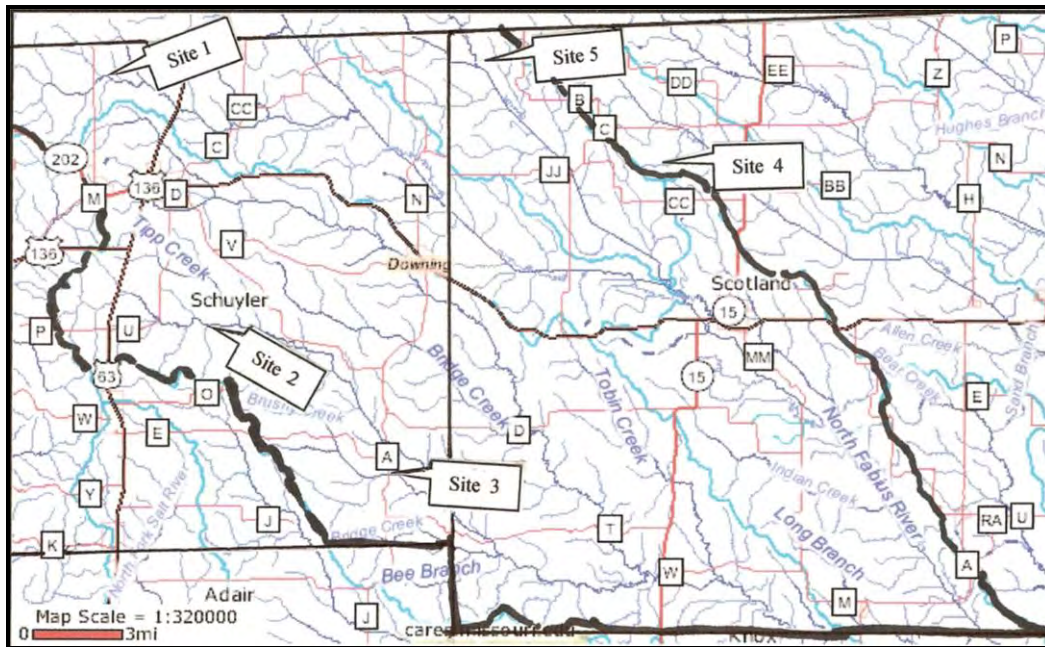 Site 1
Site 5
P
Z
EE
DD
B
CC
C
C
Hughes Branch
202
136
D
M
N
JJ
Site 4
BB
N
H
CC
136
V
Downing
Schuyler
Scotland
15
P
U
Site 2
63
O
W
E
Bridge Creek
Tobin Creek
15
MM
Allen Creek
Bear Creek
Sand Branch
E
D
A
Site 3
North Fabius River
Indian Creek
Long Branch
Y
North Fork Salt River
J
K
Bridge Creek
Bee Branch
T
W
RA
U
A
M
Adair
J
Map Scale = 1:320000
0 3mi
Knox